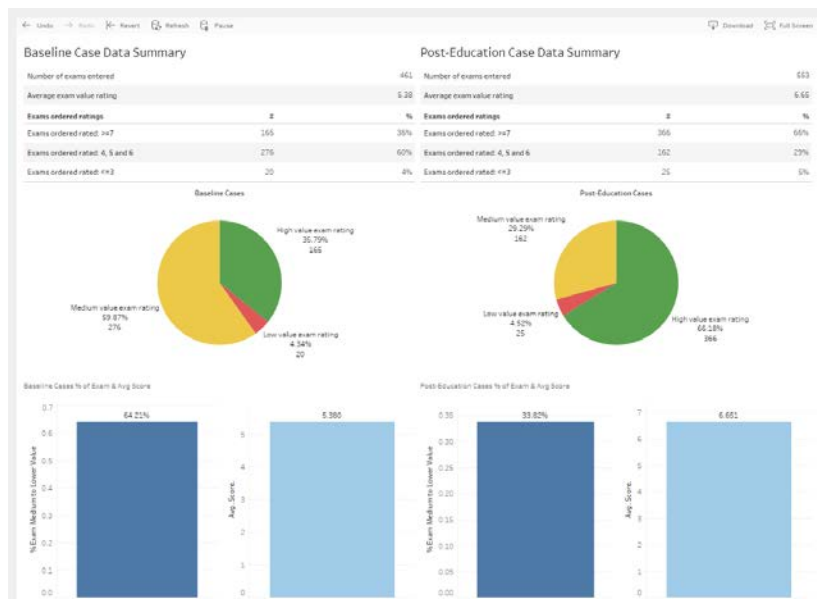 Undo Redo Revert Refresh Pause Download Full Screen
Baseline Case Data Summary
Number of exams entered 461
Average exam value rating 5.38
Exams ordered ratings # %
Exams ordered rated: >=7 165 36%
Exams ordered rated: 4, 5 and 6 276 60%
Exams ordered rated: <=3 20 4%
Baseline Cases
High value exam rating
35.79%
165
Medium value exam rating
59.87%
276
Low value exam rating
4.34%
20
Baseline Cases % of Exam & Avg Score
% Exam Medium to Lower Value
0.7
0.6
0.5
0.4
0.3
0.2
0.1
0.0
64.21%
Avg. Score.
5
4
3
2
1
0
5.380
Post-Education Case Data Summary
Number of exams entered 553
Average exam value rating 6.65
Exams ordered ratings # %
Exams ordered rated: >=7 366 66%
Exams ordered rated: 4, 5 and 6 162 29%
Exams ordered rated: <=3 25 5%
Post-Education Cases
Medium value exam rating
29.29%
162
Low value exam rating
4.52%
25
High value exam rating
66.18%
366
Post-Education Cases % of Exam & Avg Score
% Exam Medium to Lower Value
0.35
0.30
0.25
0.20
0.15
0.10
0.05
0.00
33.82%
Avg. Score.
7
6
5
4
3
2
1
0
6.651